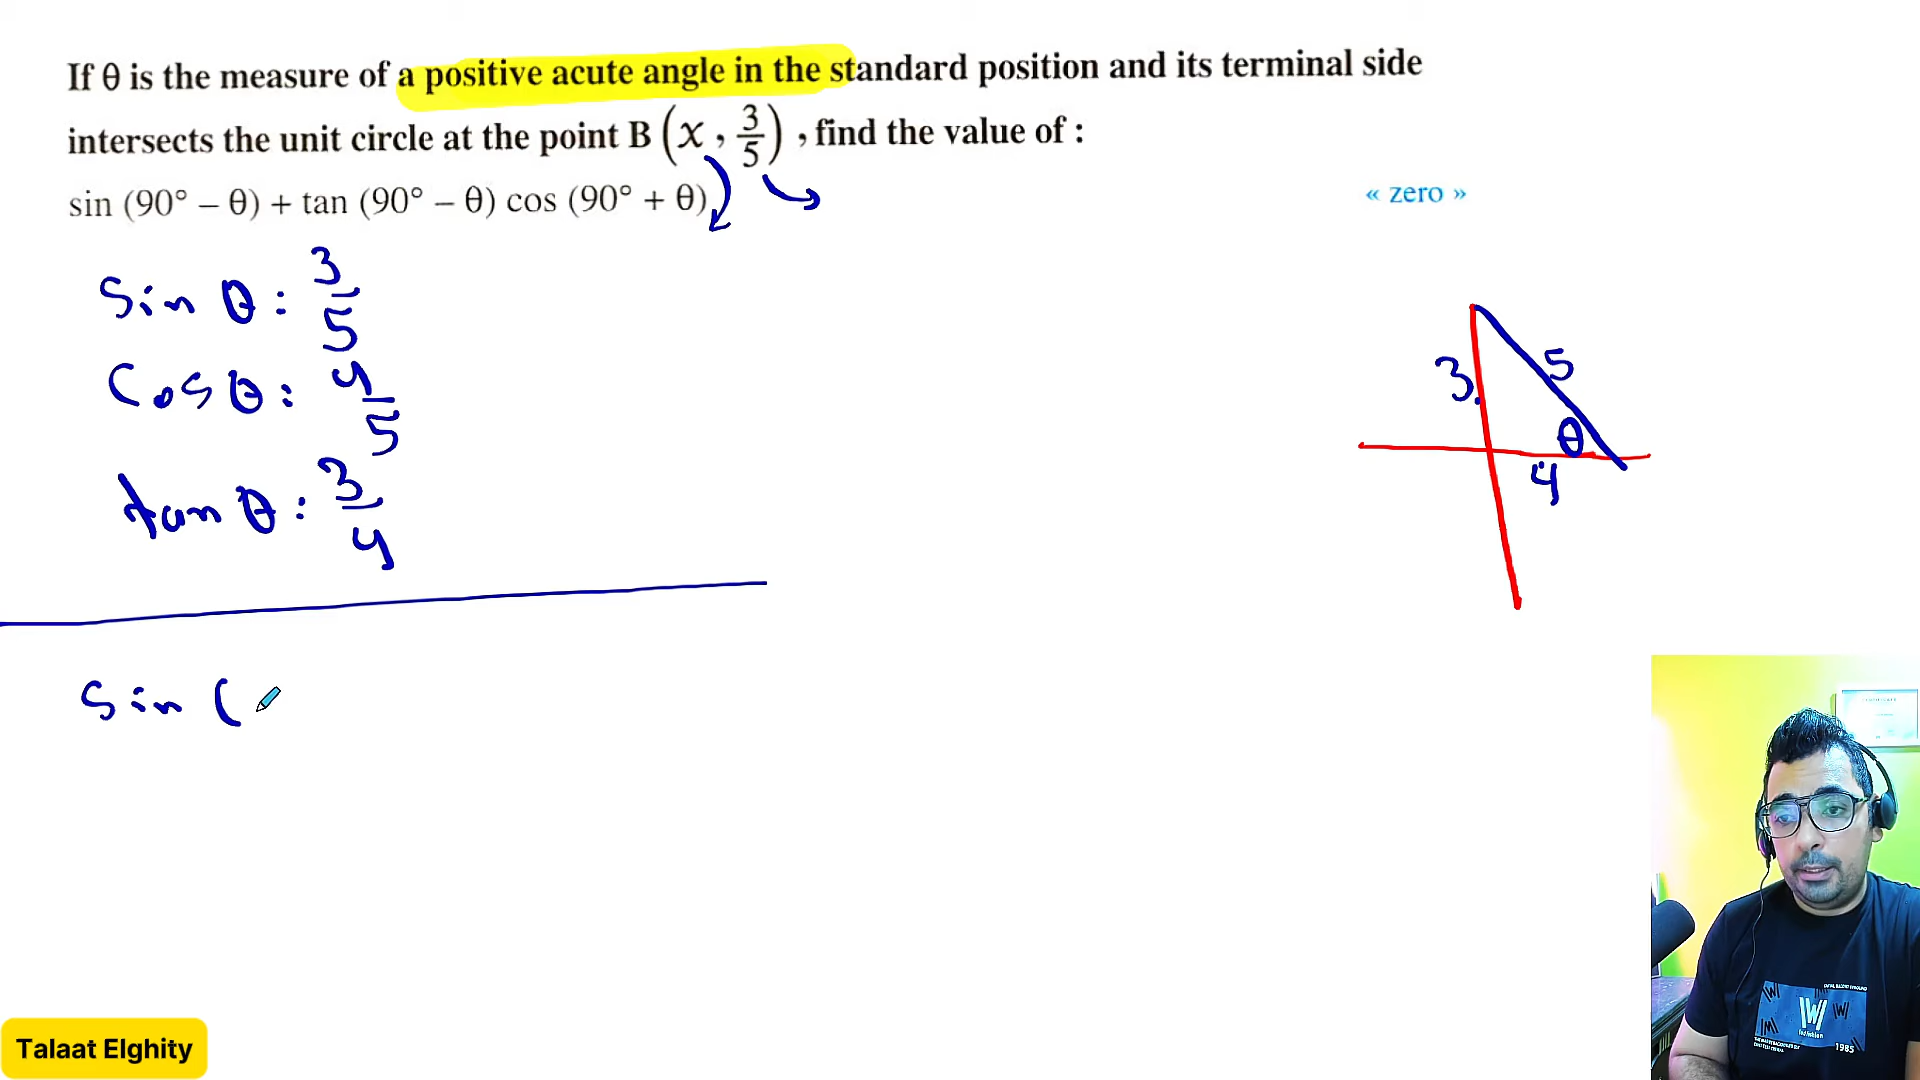 If θ is the measure of a positive acute angle in the standard position and its terminal side
intersects the unit circle at the point B (x , 3/5) , find the value of :
sin (90° – θ) + tan (90° – θ) cos (90° + θ)
« zero »
Sin θ : 3/5
Cos θ : 4/5
tan θ : 3/4
3
5
θ
4
Sin (
Talaat Elghity
W
1985